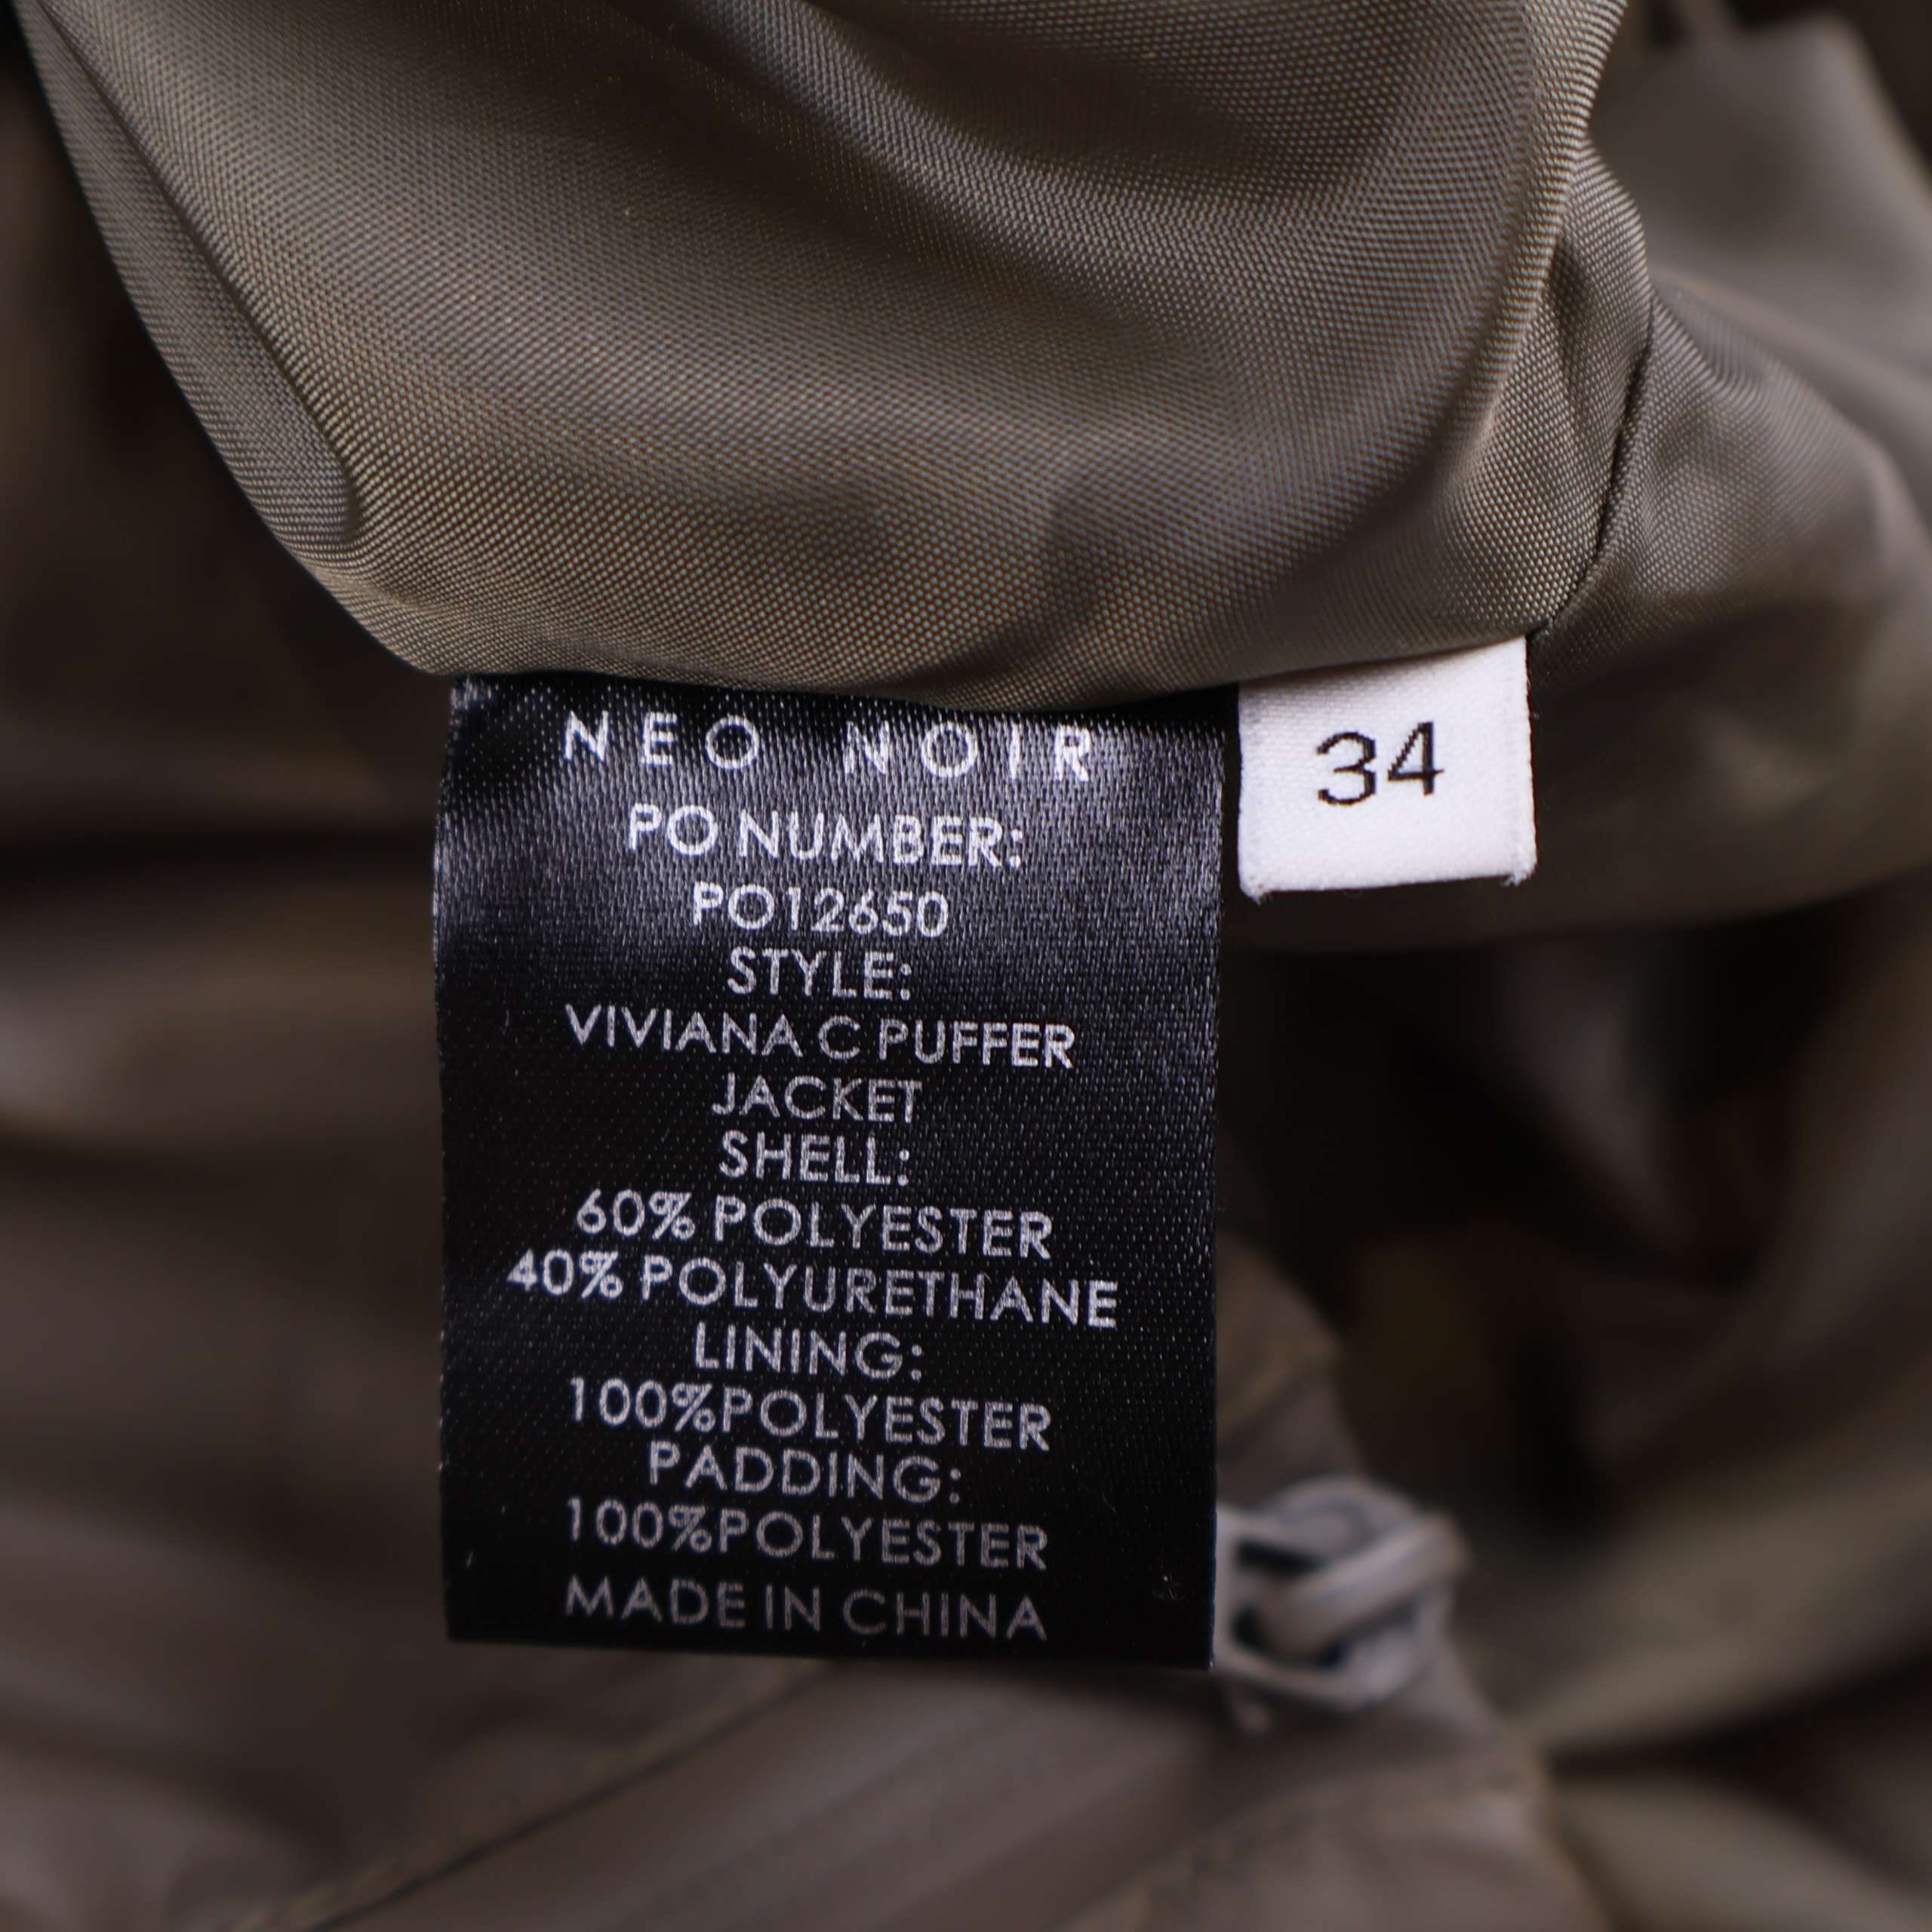 NEO NOIR
PO NUMBER:
PO12650
STYLE:
VIVIANA C PUFFER
JACKET
SHELL:
60% POLYESTER
40% POLYURETHANE
LINING:
100%POLYESTER
PADDING:
100%POLYESTER
MADE IN CHINA
34